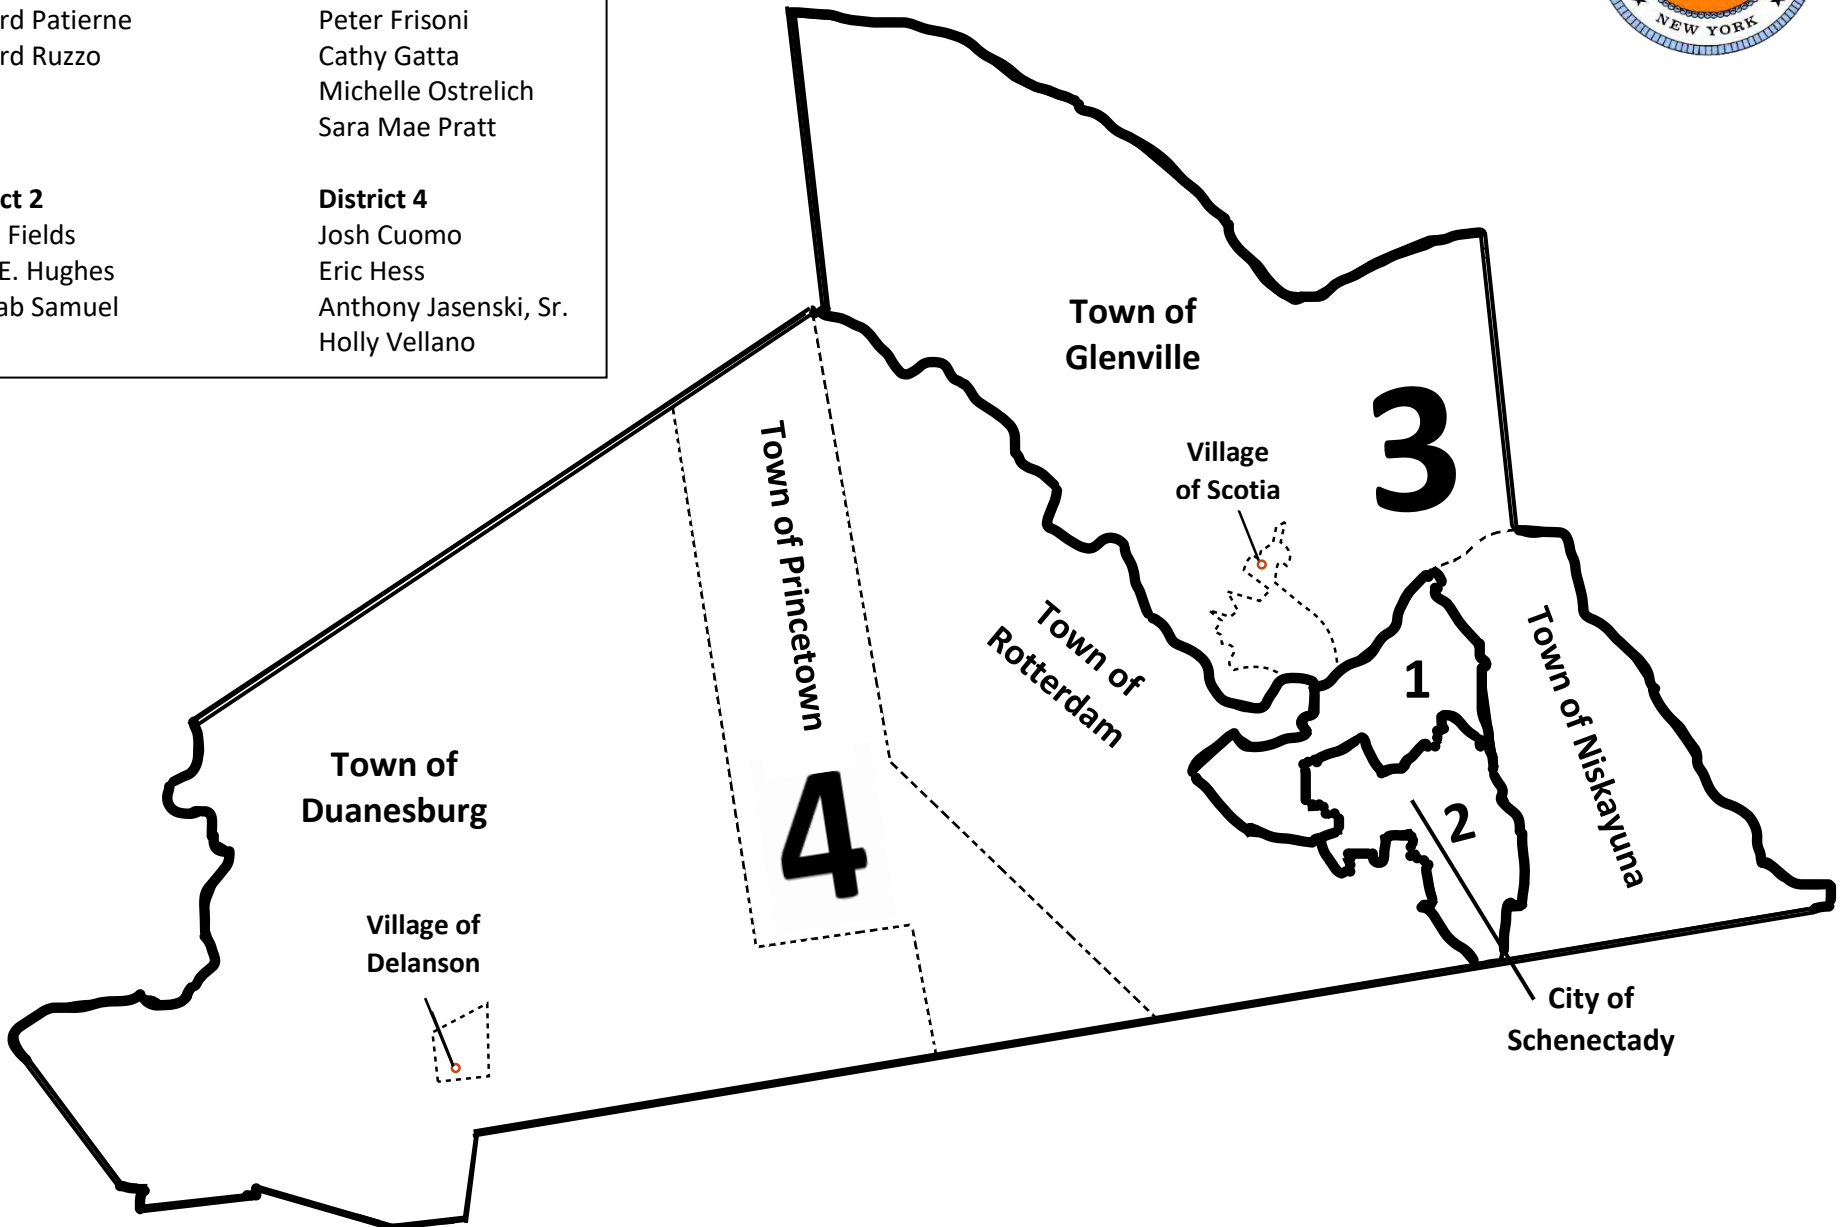 rd Patierne
rd Ruzzo
Peter Frisoni
Cathy Gatta
Michelle Ostrelich
Sara Mae Pratt
ct 2
Fields
E. Hughes
ab Samuel
District 4
Josh Cuomo
Eric Hess
Anthony Jasenski, Sr.
Holly Vellano
NEW YORK
Town of
Glenville
3
Village
of Scotia
Town of Princetown
Town of
Rotterdam
1
Town of Niskayuna
2
4
Town of
Duanesburg
Village of
Delanson
City of
Schenectady